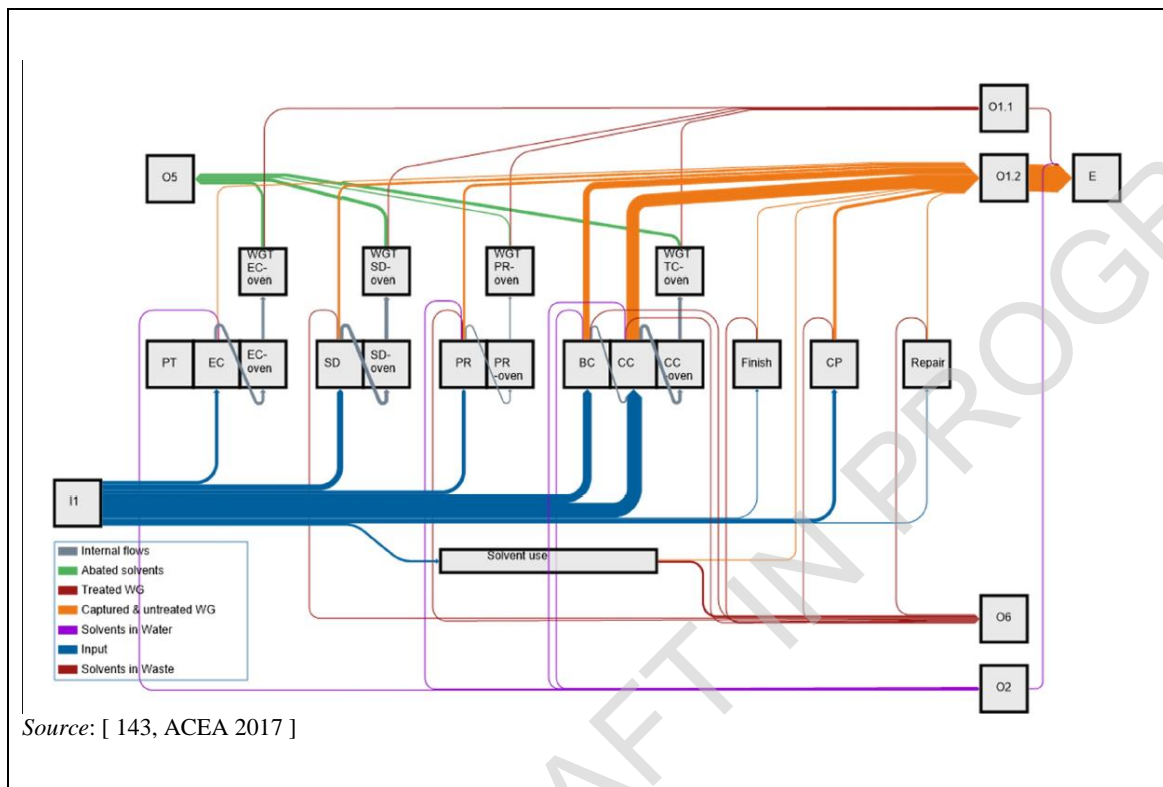 O1.1
O5
O1.2
E
WGT
EC-
oven
WGT
SD-
oven
WGT
PR-
oven
WGT
TC-
oven
PT
EC
EC-
oven
SD
SD-
oven
PR
PR
-oven
BC
CC
CC
-oven
Finish
CP
Repair
I1
Solvent use
Internal flows
Abated solvents
Treated WG
Captured & untreated WG
Solvents in Water
Input
Solvents in Waste
O6
O2
Source: [ 143, ACEA 2017 ]
AFT IN PROGR